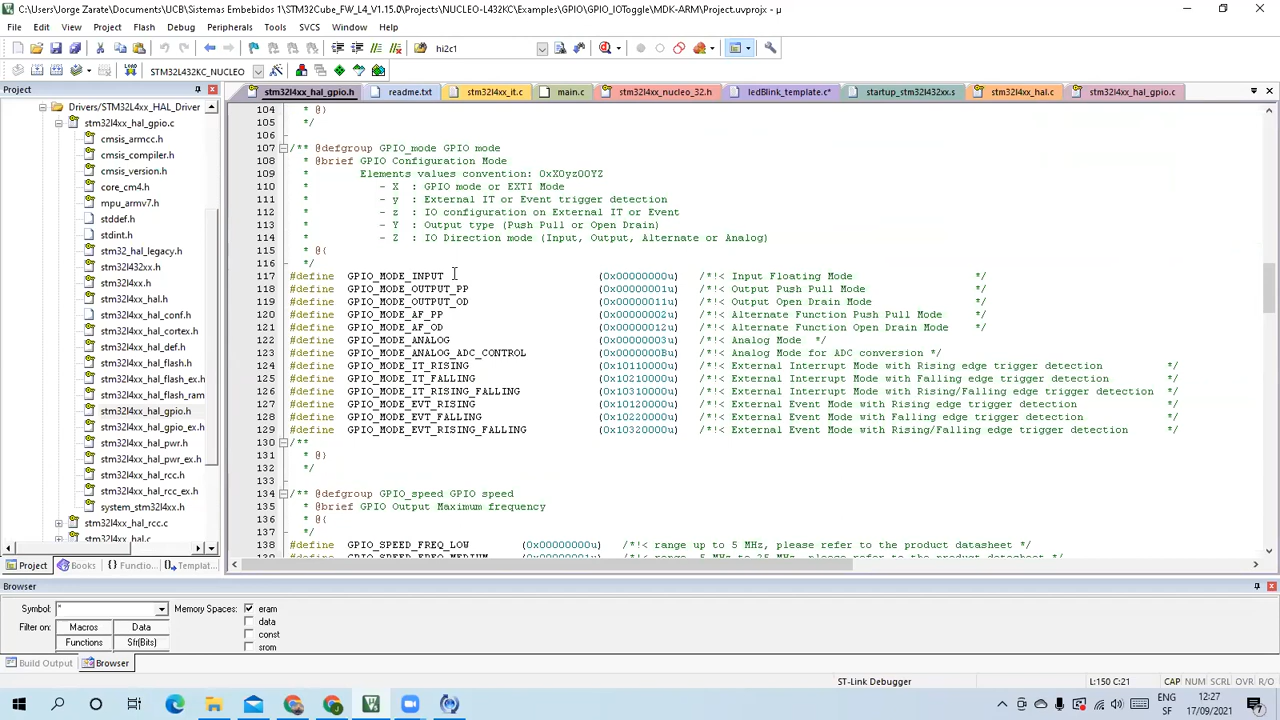 C:\Users\Jorge Zarate\Documents\UCB\Sistemas Embebidos 1\STM32Cube_FW_L4_V1.15.0\Projects\NUCLEO-L432KC\Examples\GPIO\GPIO_IOToggle\MDK-ARM\Project.uvprojx - µ
File Edit View Project Flash Debug Peripherals Tools SVCS Window Help
hi2c1
STM32L432KC_NUCLEO
Project
stm32l4xx_hal_gpio.h readme.txt stm32l4xx_it.c main.c stm32l4xx_nucleo_32.h ledBlink_template.c* startup_stm32l432xx.s stm32l4xx_hal.c stm32l4xx_hal_gpio.c
Drivers/STM32L4xx_HAL_Driver
stm32l4xx_hal_gpio.c
cmsis_armcc.h
cmsis_compiler.h
cmsis_version.h
core_cm4.h
mpu_armv7.h
stddef.h
stdint.h
stm32_hal_legacy.h
stm32l432xx.h
stm32l4xx.h
stm32l4xx_hal.h
stm32l4xx_hal_conf.h
stm32l4xx_hal_cortex.h
stm32l4xx_hal_def.h
stm32l4xx_hal_flash.h
stm32l4xx_hal_flash_ex.h
stm32l4xx_hal_flash_ram
stm32l4xx_hal_gpio.h
stm32l4xx_hal_gpio_ex.h
stm32l4xx_hal_pwr.h
stm32l4xx_hal_pwr_ex.h
stm32l4xx_hal_rcc.h
stm32l4xx_hal_rcc_ex.h
system_stm32l4xx.h
stm32l4xx_hal_rcc.c
stm32l4xx_hal.c
Project Books Functio... Templat...
104 * @}
105 */
106
107 /** @defgroup GPIO_mode GPIO mode
108 * @brief GPIO Configuration Mode
109 * Elements values convention: 0xX0yz00YZ
110 * - X : GPIO mode or EXTI Mode
111 * - y : External IT or Event trigger detection
112 * - z : IO configuration on External IT or Event
113 * - Y : Output type (Push Pull or Open Drain)
114 * - Z : IO Direction mode (Input, Output, Alternate or Analog)
115 * @{
116 */
117 #define GPIO_MODE_INPUT (0x00000000u) /*!< Input Floating Mode */
118 #define GPIO_MODE_OUTPUT_PP (0x00000001u) /*!< Output Push Pull Mode */
119 #define GPIO_MODE_OUTPUT_OD (0x00000011u) /*!< Output Open Drain Mode */
120 #define GPIO_MODE_AF_PP (0x00000002u) /*!< Alternate Function Push Pull Mode */
121 #define GPIO_MODE_AF_OD (0x00000012u) /*!< Alternate Function Open Drain Mode */
122 #define GPIO_MODE_ANALOG (0x00000003u) /*!< Analog Mode */
123 #define GPIO_MODE_ANALOG_ADC_CONTROL (0x0000000Bu) /*!< Analog Mode for ADC conversion */
124 #define GPIO_MODE_IT_RISING (0x10110000u) /*!< External Interrupt Mode with Rising edge trigger detection */
125 #define GPIO_MODE_IT_FALLING (0x10210000u) /*!< External Interrupt Mode with Falling edge trigger detection */
126 #define GPIO_MODE_IT_RISING_FALLING (0x10310000u) /*!< External Interrupt Mode with Rising/Falling edge trigger detection */
127 #define GPIO_MODE_EVT_RISING (0x10120000u) /*!< External Event Mode with Rising edge trigger detection */
128 #define GPIO_MODE_EVT_FALLING (0x10220000u) /*!< External Event Mode with Falling edge trigger detection */
129 #define GPIO_MODE_EVT_RISING_FALLING (0x10320000u) /*!< External Event Mode with Rising/Falling edge trigger detection */
130 /**
131 * @}
132 */
133
134 /** @defgroup GPIO_speed GPIO speed
135 * @brief GPIO Output Maximum frequency
136 * @{
137 */
138 #define GPIO_SPEED_FREQ_LOW (0x00000000u) /*!< range up to 5 MHz, please refer to the product datasheet */
Browser
Symbol: * Memory Spaces: eram
Filter on: Macros Data data
Functions Sfr(Bits) const
srom
Build Output Browser
ST-Link Debugger L:150 C:21 CAP NUM SCRL OVR R/O
ENG 12:27
SF 17/09/2021
7